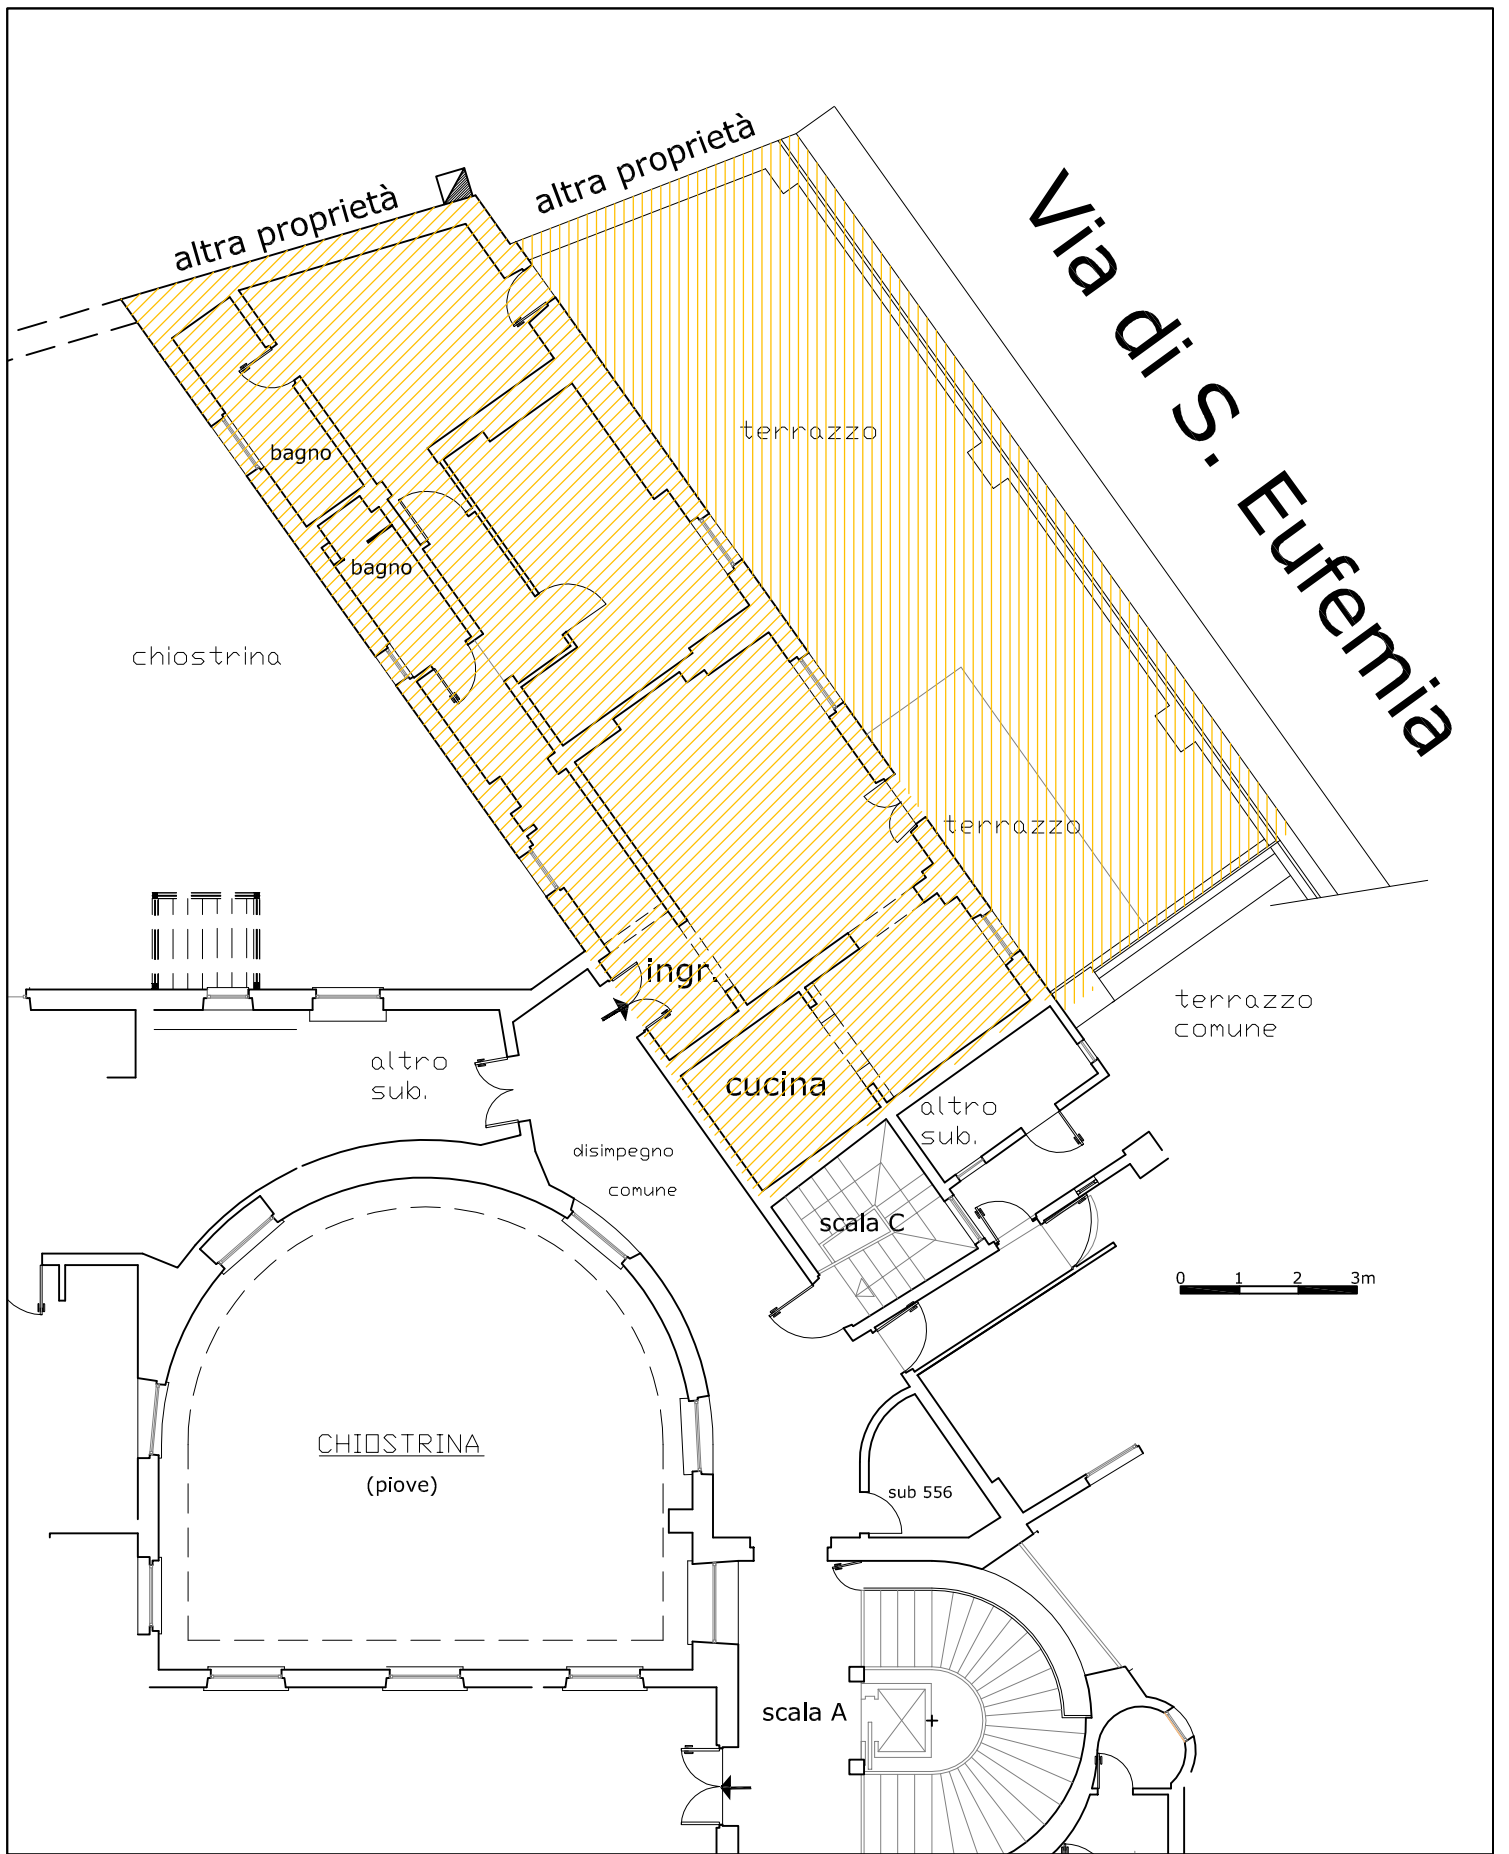 altra proprietà
altra proprietà
Via di S. Eufemia
terrazzo
bagno
bagno
chiostrina
terrazzo
ingr.
terrazzo
comune
altro
sub.
cucina
altro
sub.
disimpegno
comune
scala C
0 1 2 3m
CHIOSTRINA
(piove)
sub 556
scala A